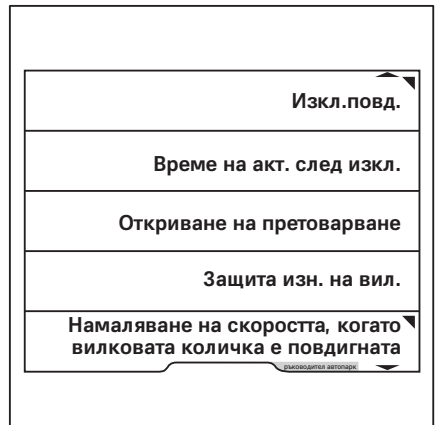 Изкл.повд.
Време на акт. след изкл.
Откриване на претоварване
Защита изн. на вил.
Намаляване на скоростта, когато
вилковата количка е повдигната
ръководител автопарк